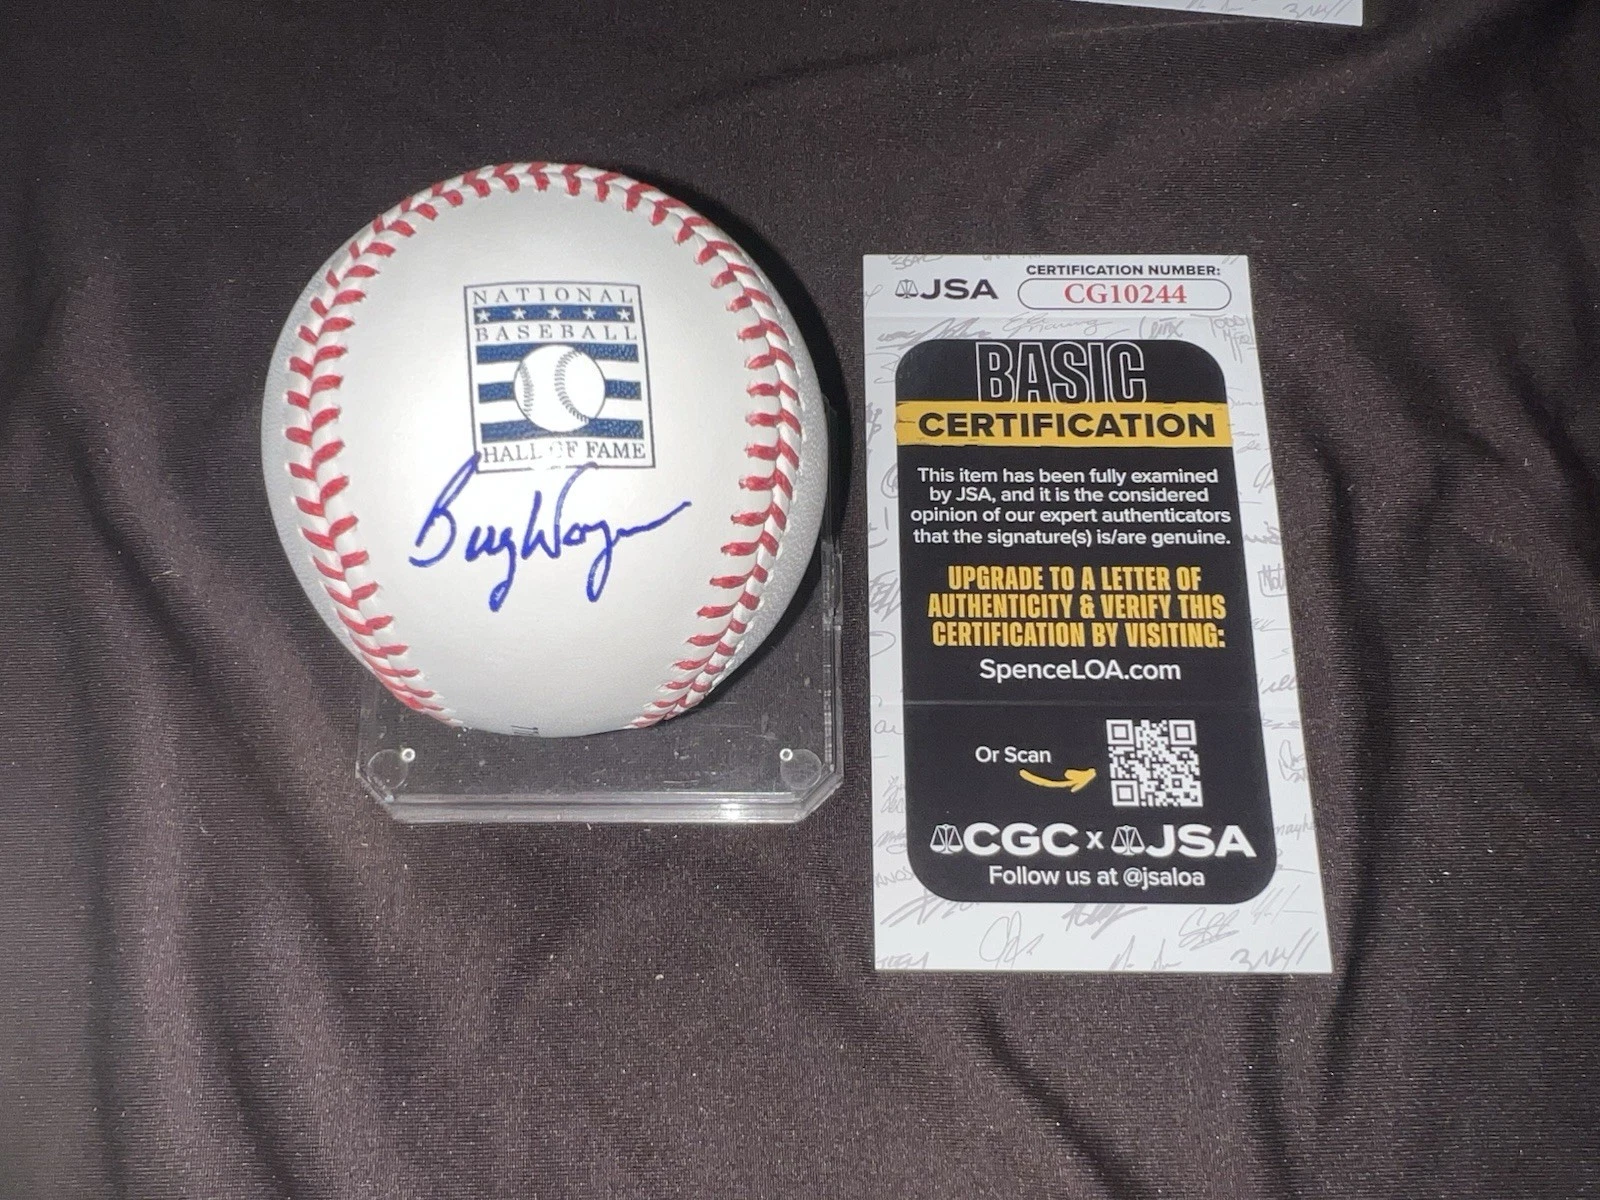 NATIONAL
BASEBALL
HALL OF FAME
Billy Wagner
JSA
CERTIFICATION NUMBER:
CG10244
BASIC
CERTIFICATION
This item has been fully examined
by JSA, and it is the considered
opinion of our expert authenticators
that the signature(s) is/are genuine.
UPGRADE TO A LETTER OF
AUTHENTICITY & VERIFY THIS
CERTIFICATION BY VISITING:
SpenceLOA.com
Or Scan
CGC x JSA
Follow us at @jsaloa